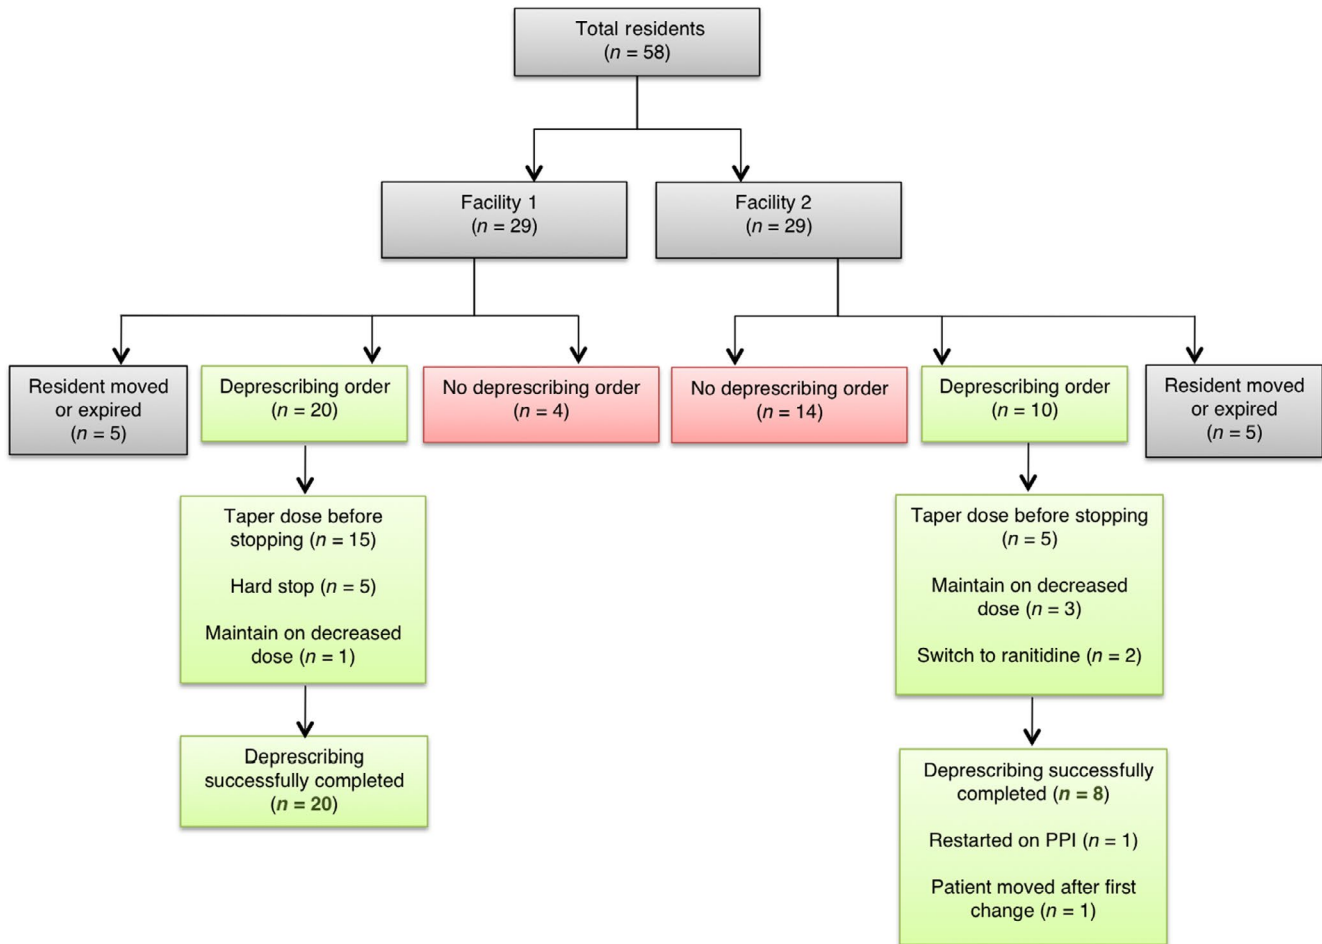 Total residents
(n = 58)
Facility 1
(n = 29)
Facility 2
(n = 29)
Resident moved
or expired
(n = 5)
Deprescribing order
(n = 20)
No deprescribing order
(n = 4)
No deprescribing order
(n = 14)
Deprescribing order
(n = 10)
Resident moved
or expired
(n = 5)
Taper dose before
stopping (n = 15)
Hard stop (n = 5)
Maintain on decreased
dose (n = 1)
Taper dose before stopping
(n = 5)
Maintain on decreased
dose (n = 3)
Switch to ranitidine (n = 2)
Deprescribing
successfully completed
(n = 20)
Deprescribing successfully
completed (n = 8)
Restarted on PPI (n = 1)
Patient moved after first
change (n = 1)